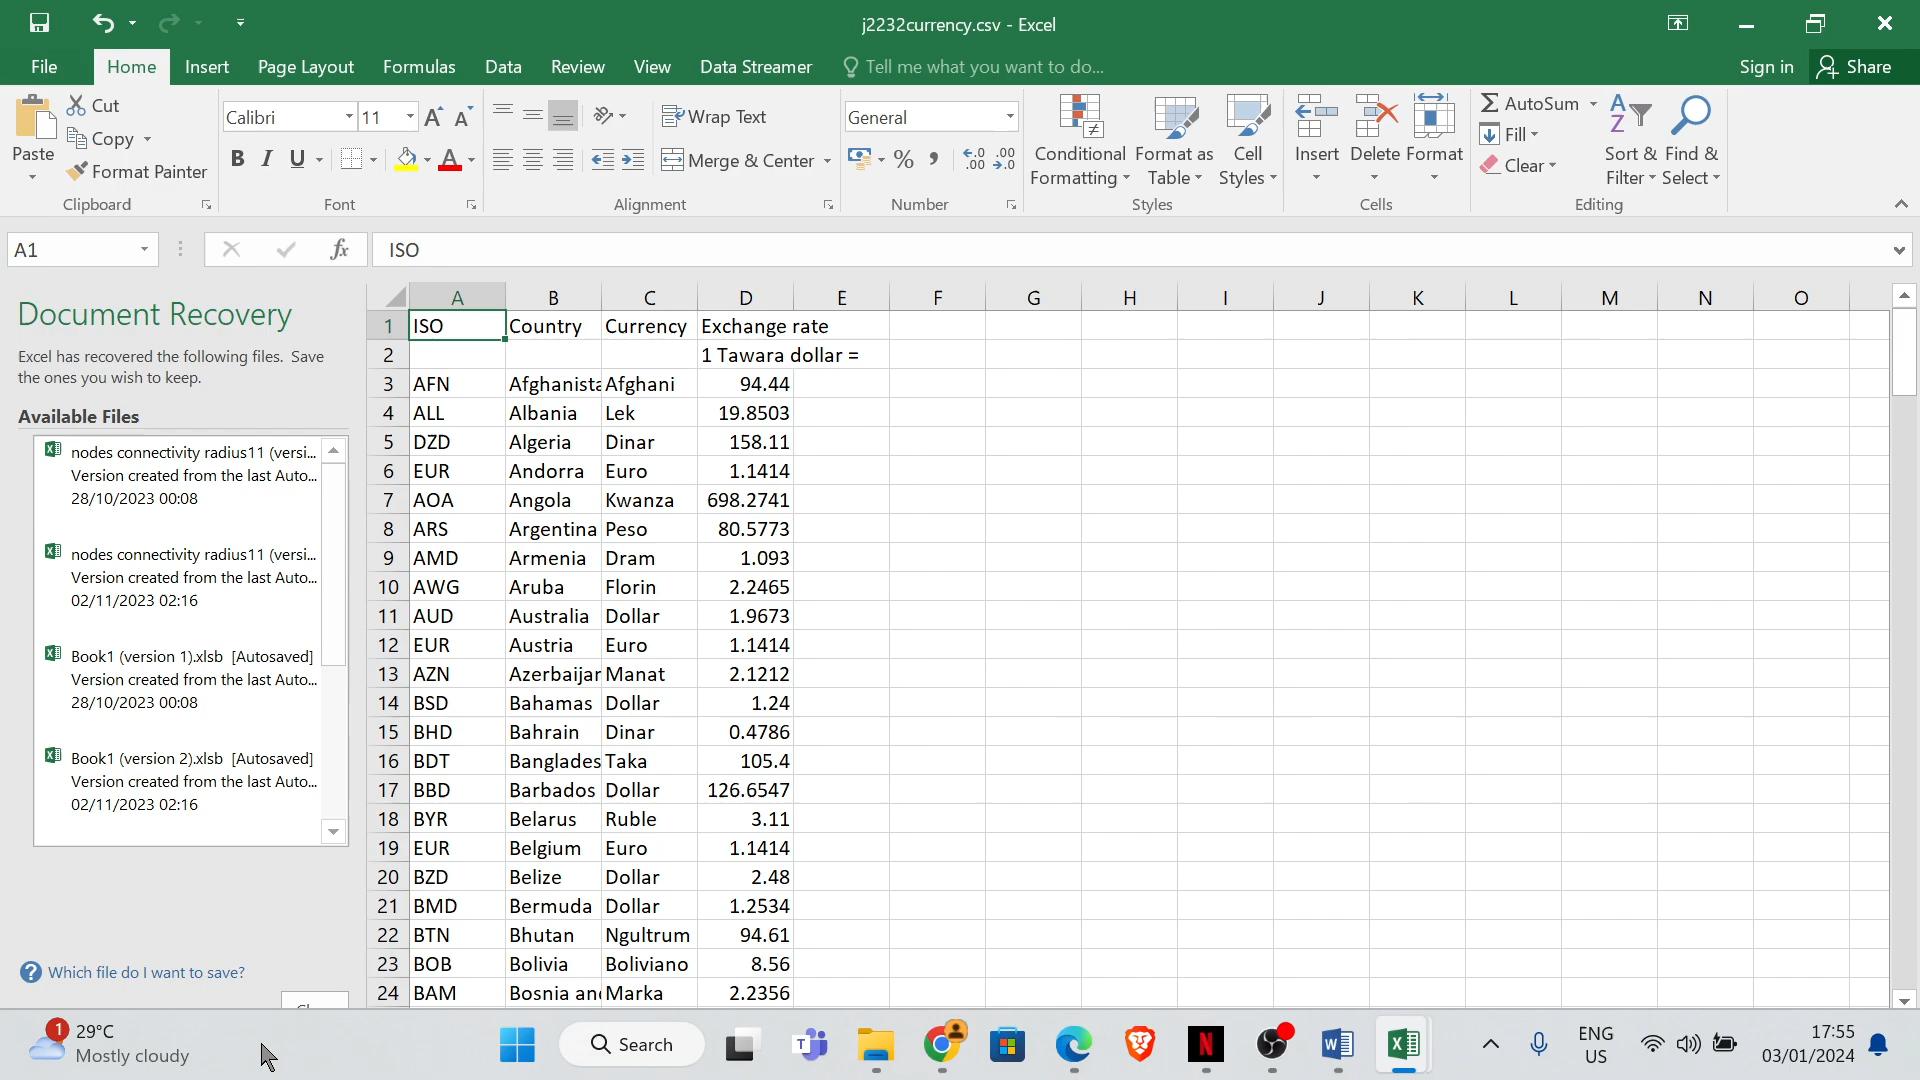 j2232currency.csv - Excel
File Home Insert Page Layout Formulas Data Review View Data Streamer Tell me what you want to do... Sign in Share
Paste
Cut
Copy
Format Painter
Clipboard
Calibri 11 A A
B I U A
Font
Wrap Text
Merge & Center
Alignment
General
% , .0 .00 .00 .0
Number
Conditional Formatting
Format as Table
Cell Styles
Styles
Insert Delete Format
Cells
AutoSum
Fill
Clear
Sort & Filter
Find & Select
Editing
A1 fx ISO
Document Recovery
Excel has recovered the following files. Save
the ones you wish to keep.
Available Files
nodes connectivity radius11 (versi...
Version created from the last Auto...
28/10/2023 00:08
nodes connectivity radius11 (versi...
Version created from the last Auto...
02/11/2023 02:16
Book1 (version 1).xlsb [Autosaved]
Version created from the last Auto...
28/10/2023 00:08
Book1 (version 2).xlsb [Autosaved]
Version created from the last Auto...
02/11/2023 02:16
Which file do I want to save?
A B C D E F G H I J K L M N O
1 ISO Country Currency Exchange rate
2 1 Tawara dollar =
3 AFN Afghanista Afghani 94.44
4 ALL Albania Lek 19.8503
5 DZD Algeria Dinar 158.11
6 EUR Andorra Euro 1.1414
7 AOA Angola Kwanza 698.2741
8 ARS Argentina Peso 80.5773
9 AMD Armenia Dram 1.093
10 AWG Aruba Florin 2.2465
11 AUD Australia Dollar 1.9673
12 EUR Austria Euro 1.1414
13 AZN Azerbaijar Manat 2.1212
14 BSD Bahamas Dollar 1.24
15 BHD Bahrain Dinar 0.4786
16 BDT Banglades Taka 105.4
17 BBD Barbados Dollar 126.6547
18 BYR Belarus Ruble 3.11
19 EUR Belgium Euro 1.1414
20 BZD Belize Dollar 2.48
21 BMD Bermuda Dollar 1.2534
22 BTN Bhutan Ngultrum 94.61
23 BOB Bolivia Boliviano 8.56
24 BAM Bosnia an Marka 2.2356
1 29°C
Mostly cloudy
Search
ENG
US
17:55
03/01/2024